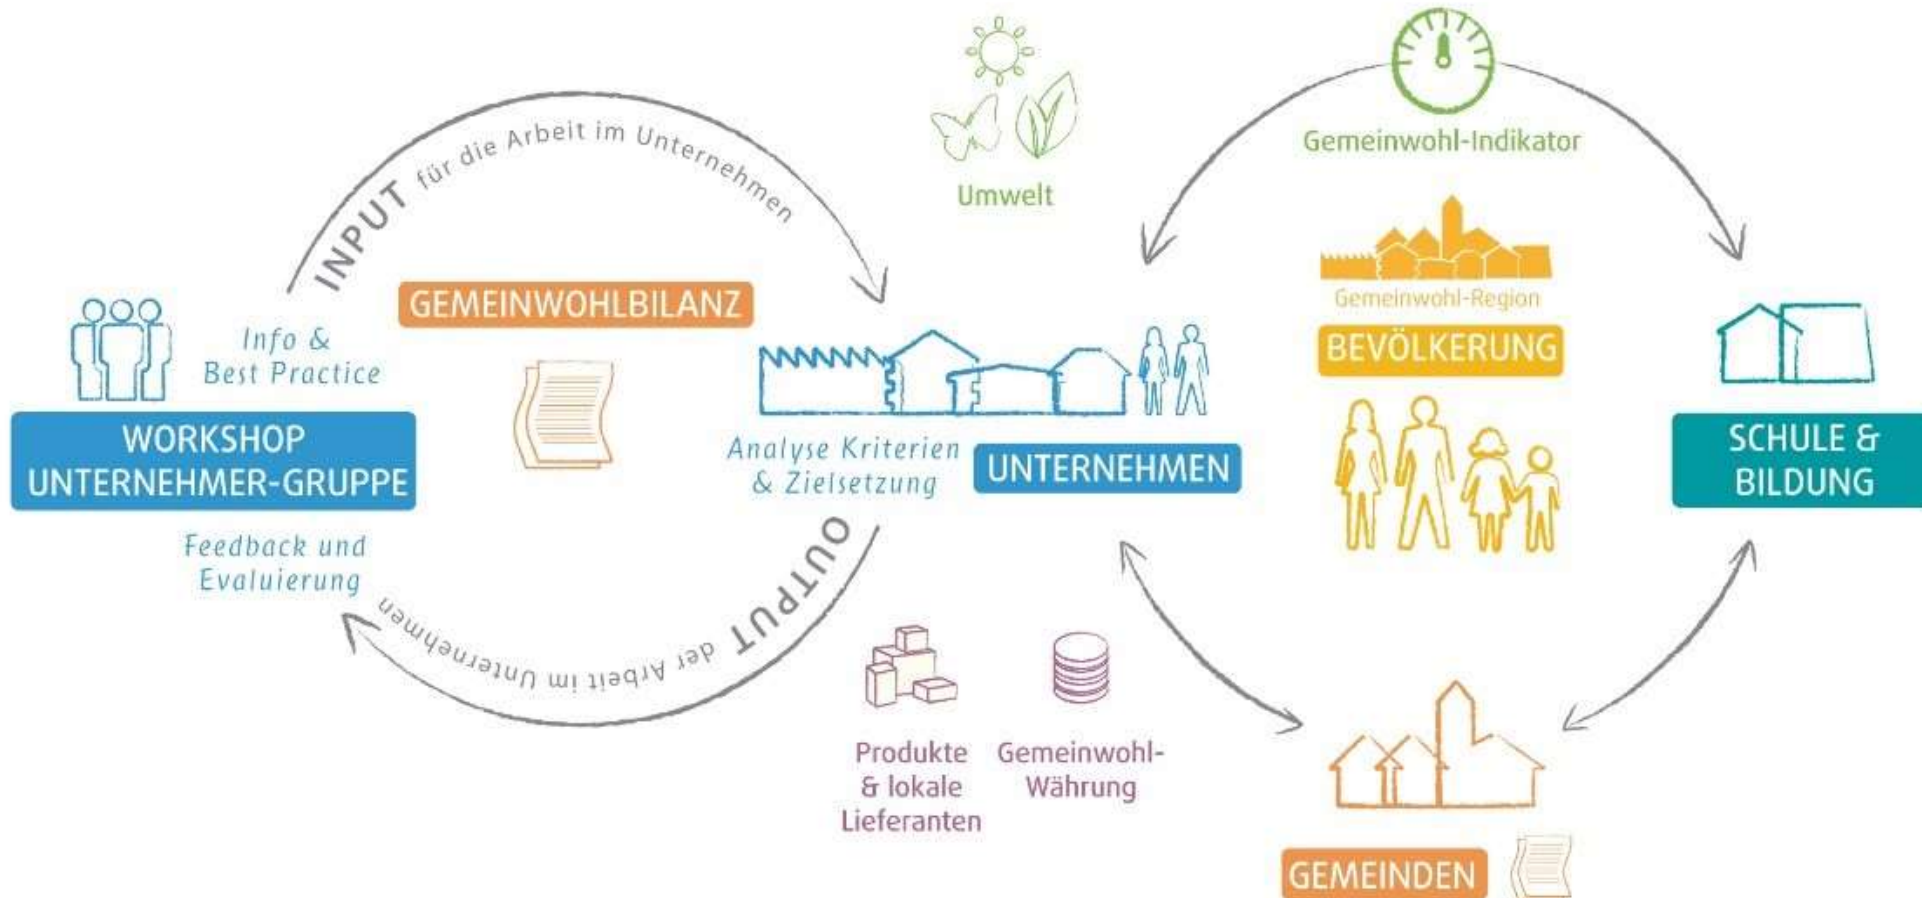 INPUT für die Arbeit im Unternehmen
Info &
Best Practice
WORKSHOP
UNTERNEHMER-GRUPPE
Feedback und
Evaluierung
GEMEINWOHLBILANZ
OUTPUT der Arbeit im Unternehmen
Umwelt
Analyse Kriterien
& Zielsetzung
UNTERNEHMEN
Produkte
& lokale
Lieferanten
Gemeinwohl-
Währung
Gemeinwohl-Indikator
Gemeinwohl-Region
BEVÖLKERUNG
SCHULE &
BILDUNG
GEMEINDEN